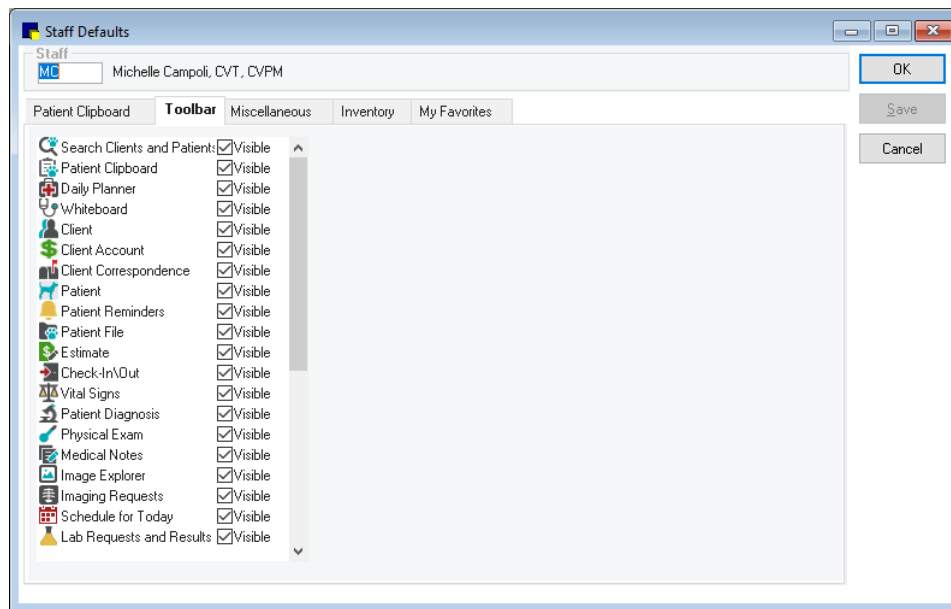 Staff Defaults
Staff
MC Michelle Campoli, CVT, CVPM
OK
Save
Cancel
Patient Clipboard Toolbar Miscellaneous Inventory My Favorites
Search Clients and Patients Visible
Patient Clipboard Visible
Daily Planner Visible
Whiteboard Visible
Client Visible
Client Account Visible
Client Correspondence Visible
Patient Visible
Patient Reminders Visible
Patient File Visible
Estimate Visible
Check-In\Out Visible
Vital Signs Visible
Patient Diagnosis Visible
Physical Exam Visible
Medical Notes Visible
Image Explorer Visible
Imaging Requests Visible
Schedule for Today Visible
Lab Requests and Results Visible